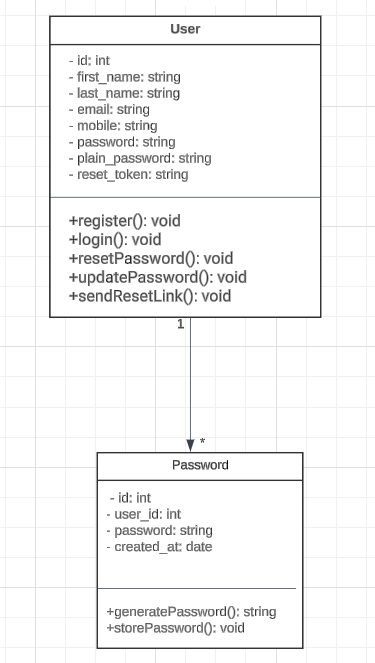 User
- id: int
- first_name: string
- last_name: string
- email: string
- mobile: string
- password: string
- plain_password: string
- reset_token: string
+register(): void
+login(): void
+resetPassword(): void
+updatePassword(): void
+sendResetLink(): void
1
*
Password
- id: int
- user_id: int
- password: string
- created_at: date
+generatePassword(): string
+storePassword(): void